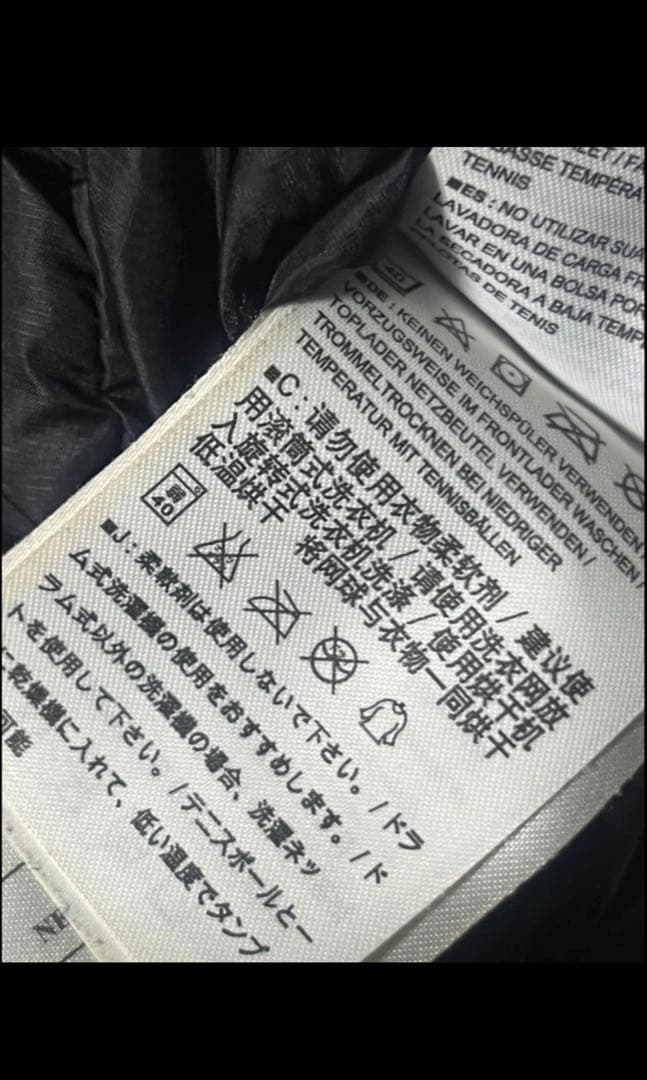 LET / FA
ASSE TEMPERA
TENNIS
■ES : NO UTILIZAR SUA
LAVADORA DE CARGA FR
LAVAR EN UNA BOLSA POR
LA SECADORA A BAJA TEMP
DE TENIS
40
■DE : KEINEN WEICHSPÜLER VERWENDEN /
VORZUGSWEISE IM FRONTLADER WASCHEN /
TOPLADER NETZBEUTEL VERWENDEN /
TROMMELTROCKNEN BEI NIEDRIGER
TEMPERATUR MIT TENNISBÄLLEN
■C : 请勿使用衣物柔软剂 / 建议使
用滚筒式洗衣机 / 请使用洗衣网放
入旋转式洗衣机洗涤 / 使用烘干机
低温烘干 将网球与衣物一同烘干
弱
40
■J : 柔軟剤は使用しないで下さい。 / ドラ
ム式洗濯機の使用をおすすめします。 / ド
ラム式以外の洗濯機の場合、洗濯ネッ
トを使用して下さい。 / テニスボールと一
に乾燥機に入れて、低い温度でタンブ
可能